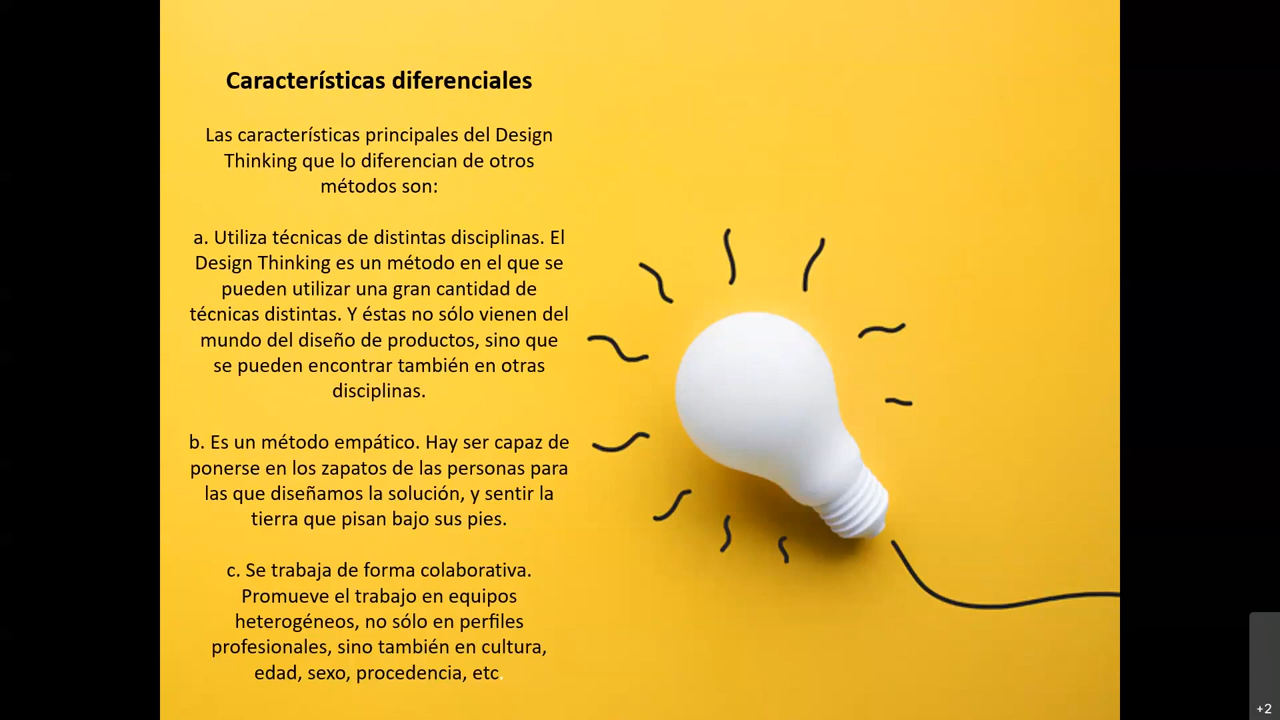 Características diferenciales
Las características principales del Design
Thinking que lo diferencian de otros
métodos son:
a. Utiliza técnicas de distintas disciplinas. El
Design Thinking es un método en el que se
pueden utilizar una gran cantidad de
técnicas distintas. Y éstas no sólo vienen del
mundo del diseño de productos, sino que
se pueden encontrar también en otras
disciplinas.
b. Es un método empático. Hay ser capaz de
ponerse en los zapatos de las personas para
las que diseñamos la solución, y sentir la
tierra que pisan bajo sus pies.
c. Se trabaja de forma colaborativa.
Promueve el trabajo en equipos
heterogéneos, no sólo en perfiles
profesionales, sino también en cultura,
edad, sexo, procedencia, etc.
+2